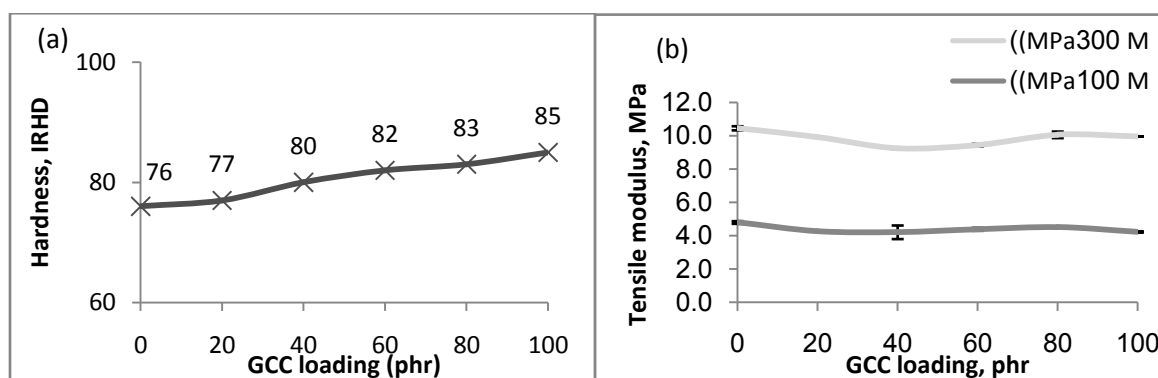 (a)
100
80
60
Hardness, IRHD
76
77
80
82
83
85
0 20 40 60 80 100
GCC loading (phr)
(b)
((MPa300 M
((MPa100 M
12.0
10.0
8.0
6.0
4.0
2.0
0.0
Tensile modulus, MPa
0 20 40 60 80 100
GCC loading, phr